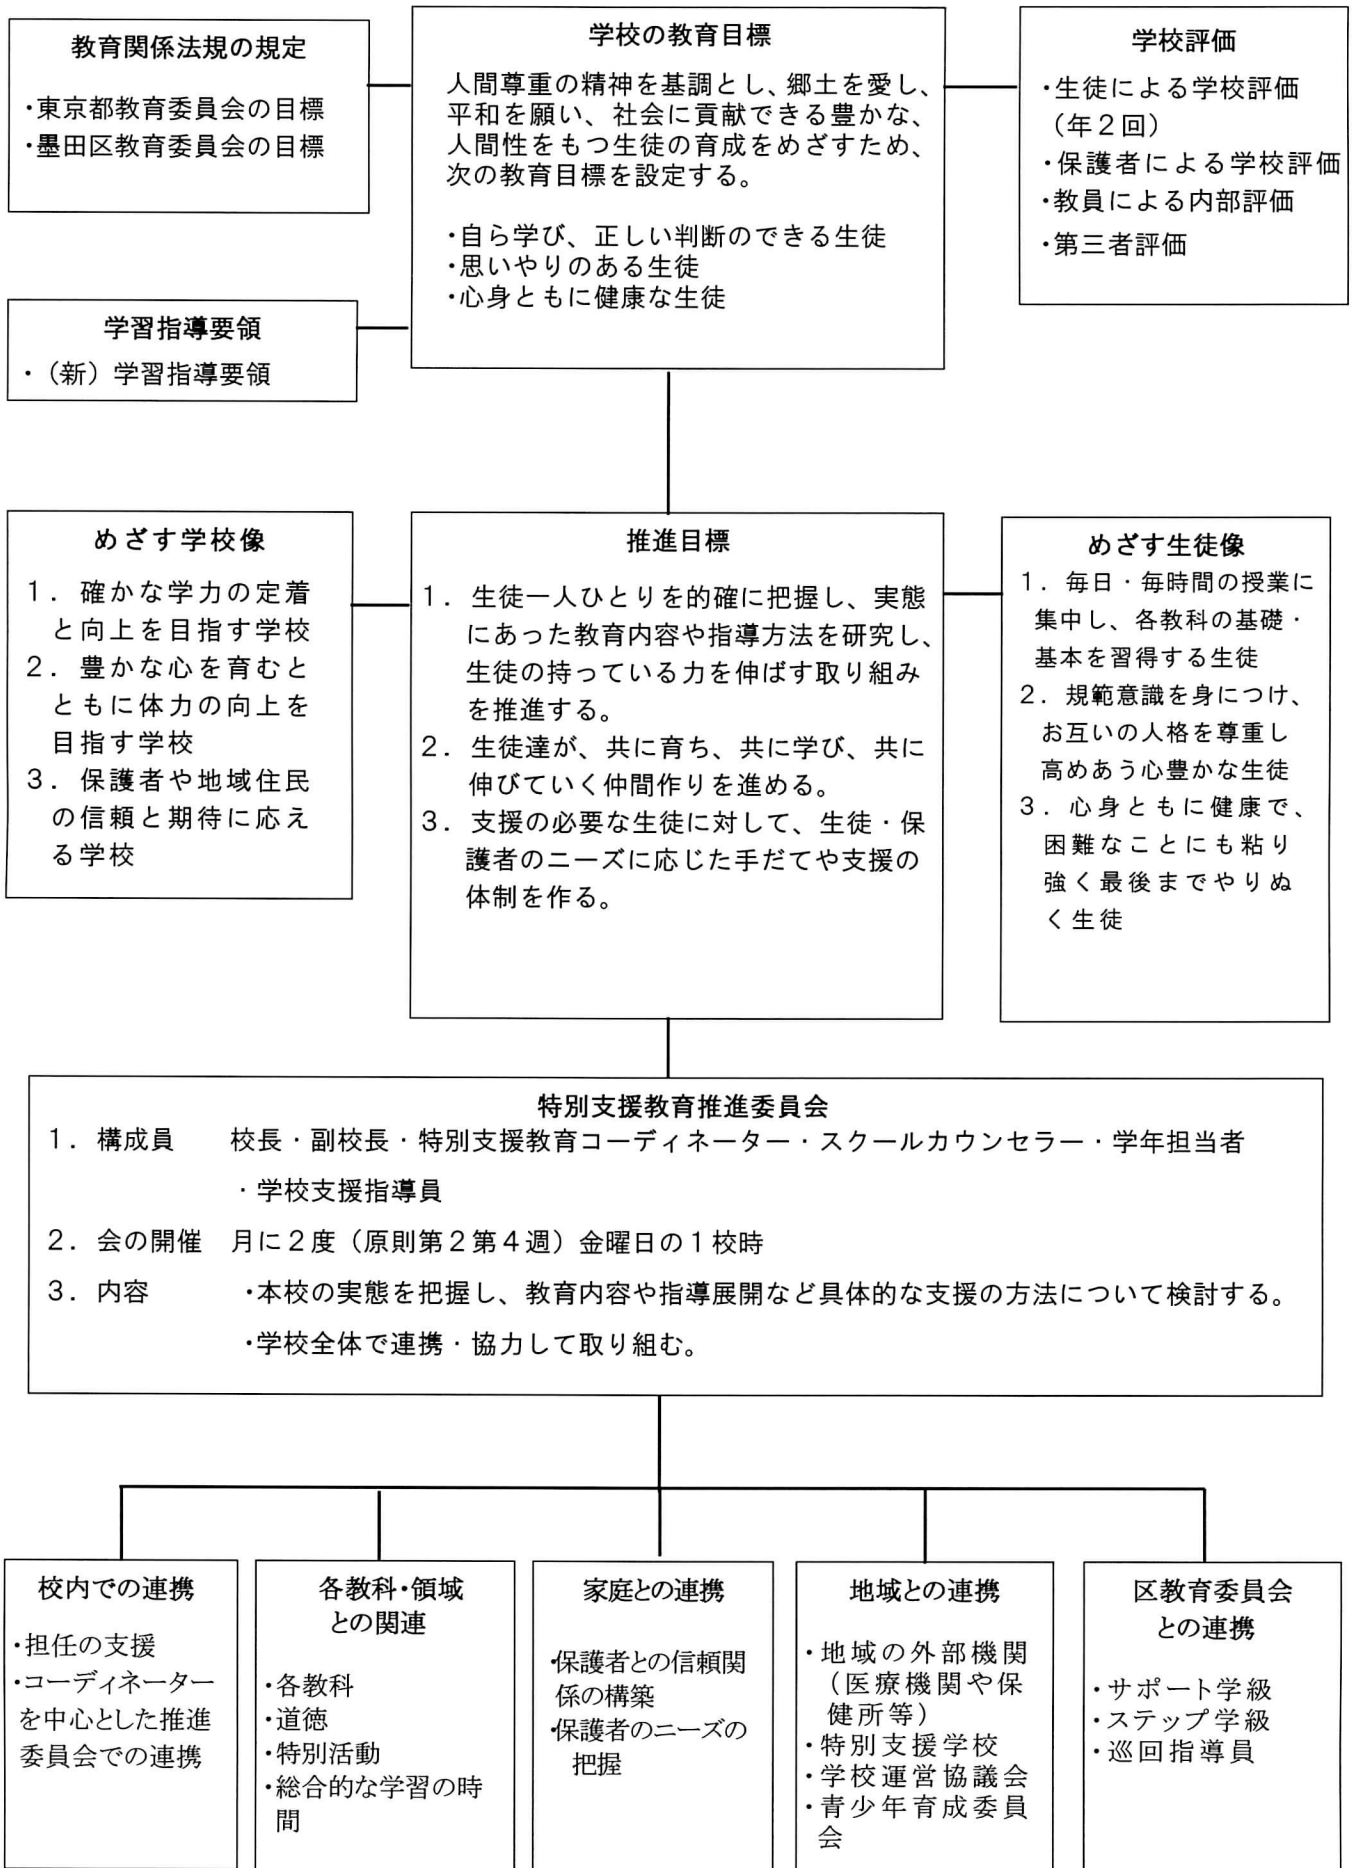 教育関係法規の規定
・東京都教育委員会の目標
・墨田区教育委員会の目標
学校の教育目標
人間尊重の精神を基調とし、郷土を愛し、
平和を願い、社会に貢献できる豊かな、
人間性をもつ生徒の育成をめざすため、
次の教育目標を設定する。
・自ら学び、正しい判断のできる生徒
・思いやりのある生徒
・心身ともに健康な生徒
学校評価
・生徒による学校評価
（年２回）
・保護者による学校評価
・教員による内部評価
・第三者評価
学習指導要領
・（新）学習指導要領
めざす学校像
１．確かな学力の定着
と向上を目指す学校
２．豊かな心を育むと
ともに体力の向上を
目指す学校
３．保護者や地域住民
の信頼と期待に応え
る学校
推進目標
１．生徒一人ひとりを的確に把握し、実態
にあった教育内容や指導方法を研究し、
生徒の持っている力を伸ばす取り組み
を推進する。
２．生徒達が、共に育ち、共に学び、共に
伸びていく仲間作りを進める。
３．支援の必要な生徒に対して、生徒・保
護者のニーズに応じた手だてや支援の
体制を作る。
めざす生徒像
１．毎日・毎時間の授業に
集中し、各教科の基礎・
基本を習得する生徒
２．規範意識を身につけ、
お互いの人格を尊重し
高めあう心豊かな生徒
３．心身ともに健康で、
困難なことにも粘り
強く最後までやりぬ
く生徒
特別支援教育推進委員会
１．構成員　校長・副校長・特別支援教育コーディネーター・スクールカウンセラー・学年担当者
・学校支援指導員
２．会の開催　月に２度（原則第２第４週）金曜日の１校時
３．内容　・本校の実態を把握し、教育内容や指導展開など具体的な支援の方法について検討する。
・学校全体で連携・協力して取り組む。
校内での連携
・担任の支援
・コーディネーター
を中心とした推進
委員会での連携
各教科・領域
との関連
・各教科
・道徳
・特別活動
・総合的な学習の時
間
家庭との連携
・保護者との信頼関
係の構築
・保護者のニーズの
把握
地域との連携
・地域の外部機関
（医療機関や保
健所等）
・特別支援学校
・学校運営協議会
・青少年育成委員
会
区教育委員会
との連携
・サポート学級
・ステップ学級
・巡回指導員